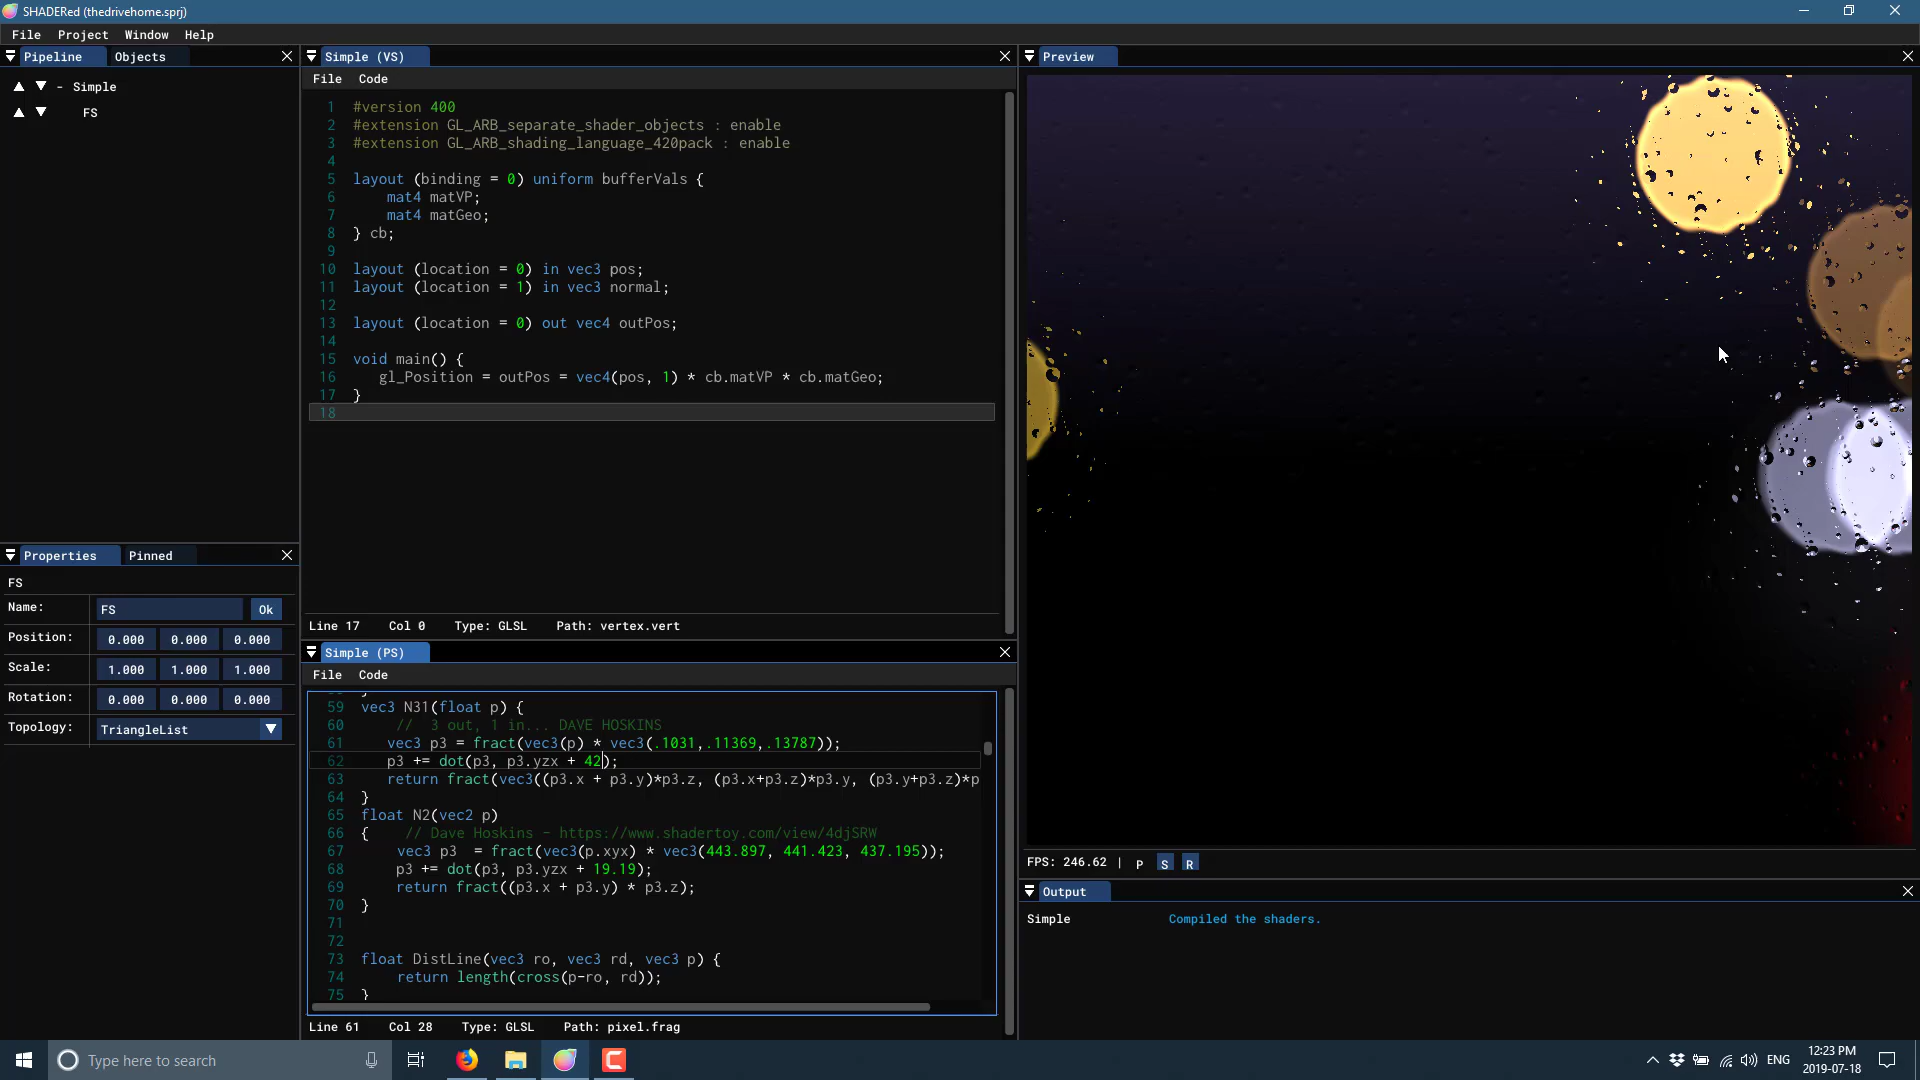 SHADERed (thedrivehome.sprj)
File Project Window Help
Pipeline Objects
- Simple
FS
Properties Pinned
FS
Name: FS Ok
Position: 0.000 0.000 0.000
Scale: 1.000 1.000 1.000
Rotation: 0.000 0.000 0.000
Topology: TriangleList
Simple (VS)
File Code
1 #version 400
2 #extension GL_ARB_separate_shader_objects : enable
3 #extension GL_ARB_shading_language_420pack : enable
4
5 layout (binding = 0) uniform bufferVals {
6 mat4 matVP;
7 mat4 matGeo;
8 } cb;
9
10 layout (location = 0) in vec3 pos;
11 layout (location = 1) in vec3 normal;
12
13 layout (location = 0) out vec4 outPos;
14
15 void main() {
16 gl_Position = outPos = vec4(pos, 1) * cb.matVP * cb.matGeo;
17 }
18
Line 17 Col 0 Type: GLSL Path: vertex.vert
Simple (PS)
File Code
59 vec3 N31(float p) {
60 // 3 out, 1 in... DAVE HOSKINS
61 vec3 p3 = fract(vec3(p) * vec3(.1031,.11369,.13787));
62 p3 += dot(p3, p3.yzx + 42);
63 return fract(vec3((p3.x + p3.y)*p3.z, (p3.x+p3.z)*p3.y, (p3.y+p3.z)*p
64 }
65 float N2(vec2 p)
66 { // Dave Hoskins - https://www.shadertoy.com/view/4djSRW
67 vec3 p3 = fract(vec3(p.xyx) * vec3(443.897, 441.423, 437.195));
68 p3 += dot(p3, p3.yzx + 19.19);
69 return fract((p3.x + p3.y) * p3.z);
70 }
71
72
73 float DistLine(vec3 ro, vec3 rd, vec3 p) {
74 return length(cross(p-ro, rd));
75 }
Line 61 Col 28 Type: GLSL Path: pixel.frag
Preview
FPS: 246.62 | P S R
Output
Simple Compiled the shaders.
Type here to search
ENG
12:23 PM
2019-07-18